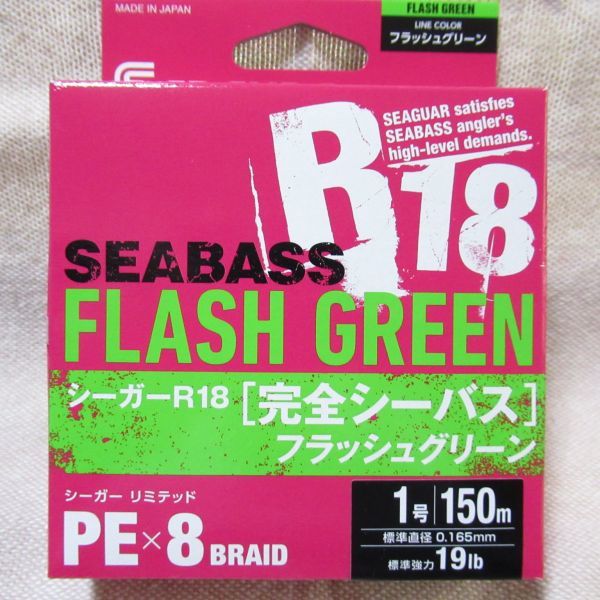 MADE IN JAPAN
FLASH GREEN
LINE COLOR
フラッシュグリーン
R18
SEAGUAR satisfies
SEABASS angler's
high-level demands.
SEABASS
FLASH GREEN
シーガーR18［完全シーバス］
フラッシュグリーン
シーガー リミテッド
PE×8 BRAID
1号 150m
標準直径 0.165mm
標準強力 19lb